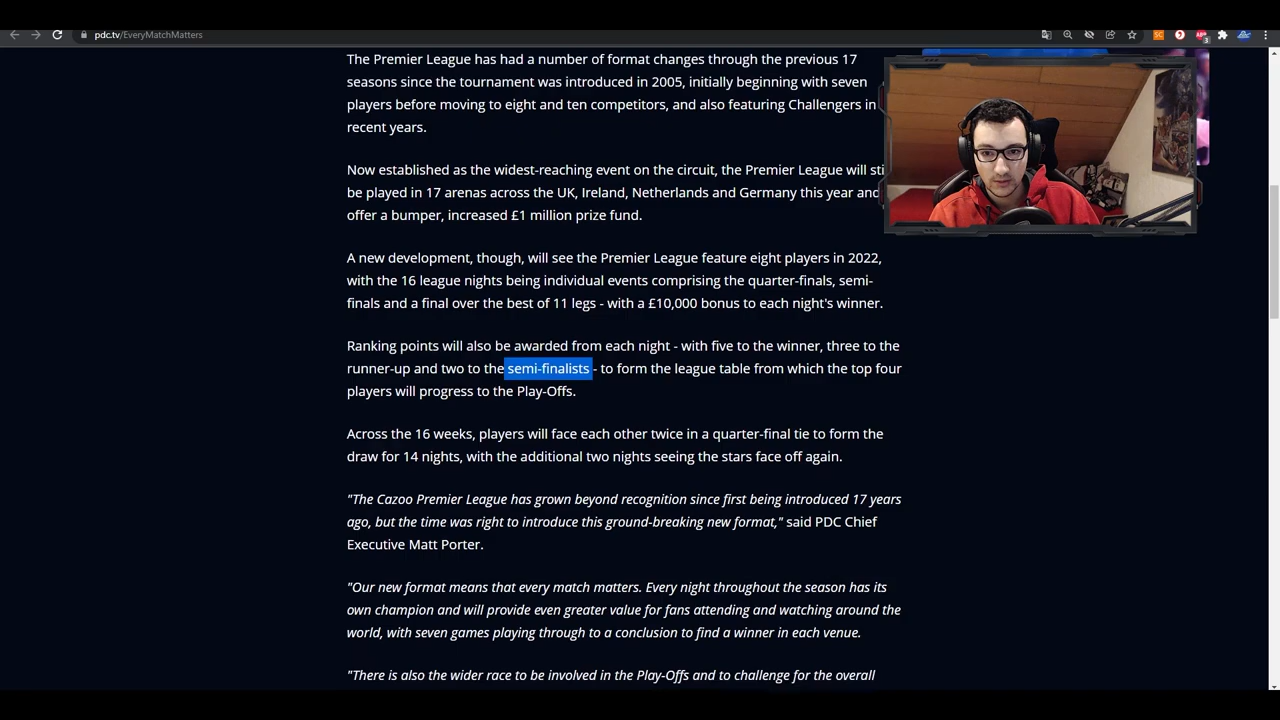 pdc.tv/EveryMatchMatters
The Premier League has had a number of format changes through the previous 17
seasons since the tournament was introduced in 2005, initially beginning with seven
players before moving to eight and ten competitors, and also featuring Challengers in
recent years.
Now established as the widest-reaching event on the circuit, the Premier League will sti
be played in 17 arenas across the UK, Ireland, Netherlands and Germany this year and
offer a bumper, increased £1 million prize fund.
A new development, though, will see the Premier League feature eight players in 2022,
with the 16 league nights being individual events comprising the quarter-finals, semi-
finals and a final over the best of 11 legs - with a £10,000 bonus to each night's winner.
Ranking points will also be awarded from each night - with five to the winner, three to the
runner-up and two to the semi-finalists - to form the league table from which the top four
players will progress to the Play-Offs.
Across the 16 weeks, players will face each other twice in a quarter-final tie to form the
draw for 14 nights, with the additional two nights seeing the stars face off again.
"The Cazoo Premier League has grown beyond recognition since first being introduced 17 years
ago, but the time was right to introduce this ground-breaking new format," said PDC Chief
Executive Matt Porter.
"Our new format means that every match matters. Every night throughout the season has its
own champion and will provide even greater value for fans attending and watching around the
world, with seven games playing through to a conclusion to find a winner in each venue.
"There is also the wider race to be involved in the Play-Offs and to challenge for the overall